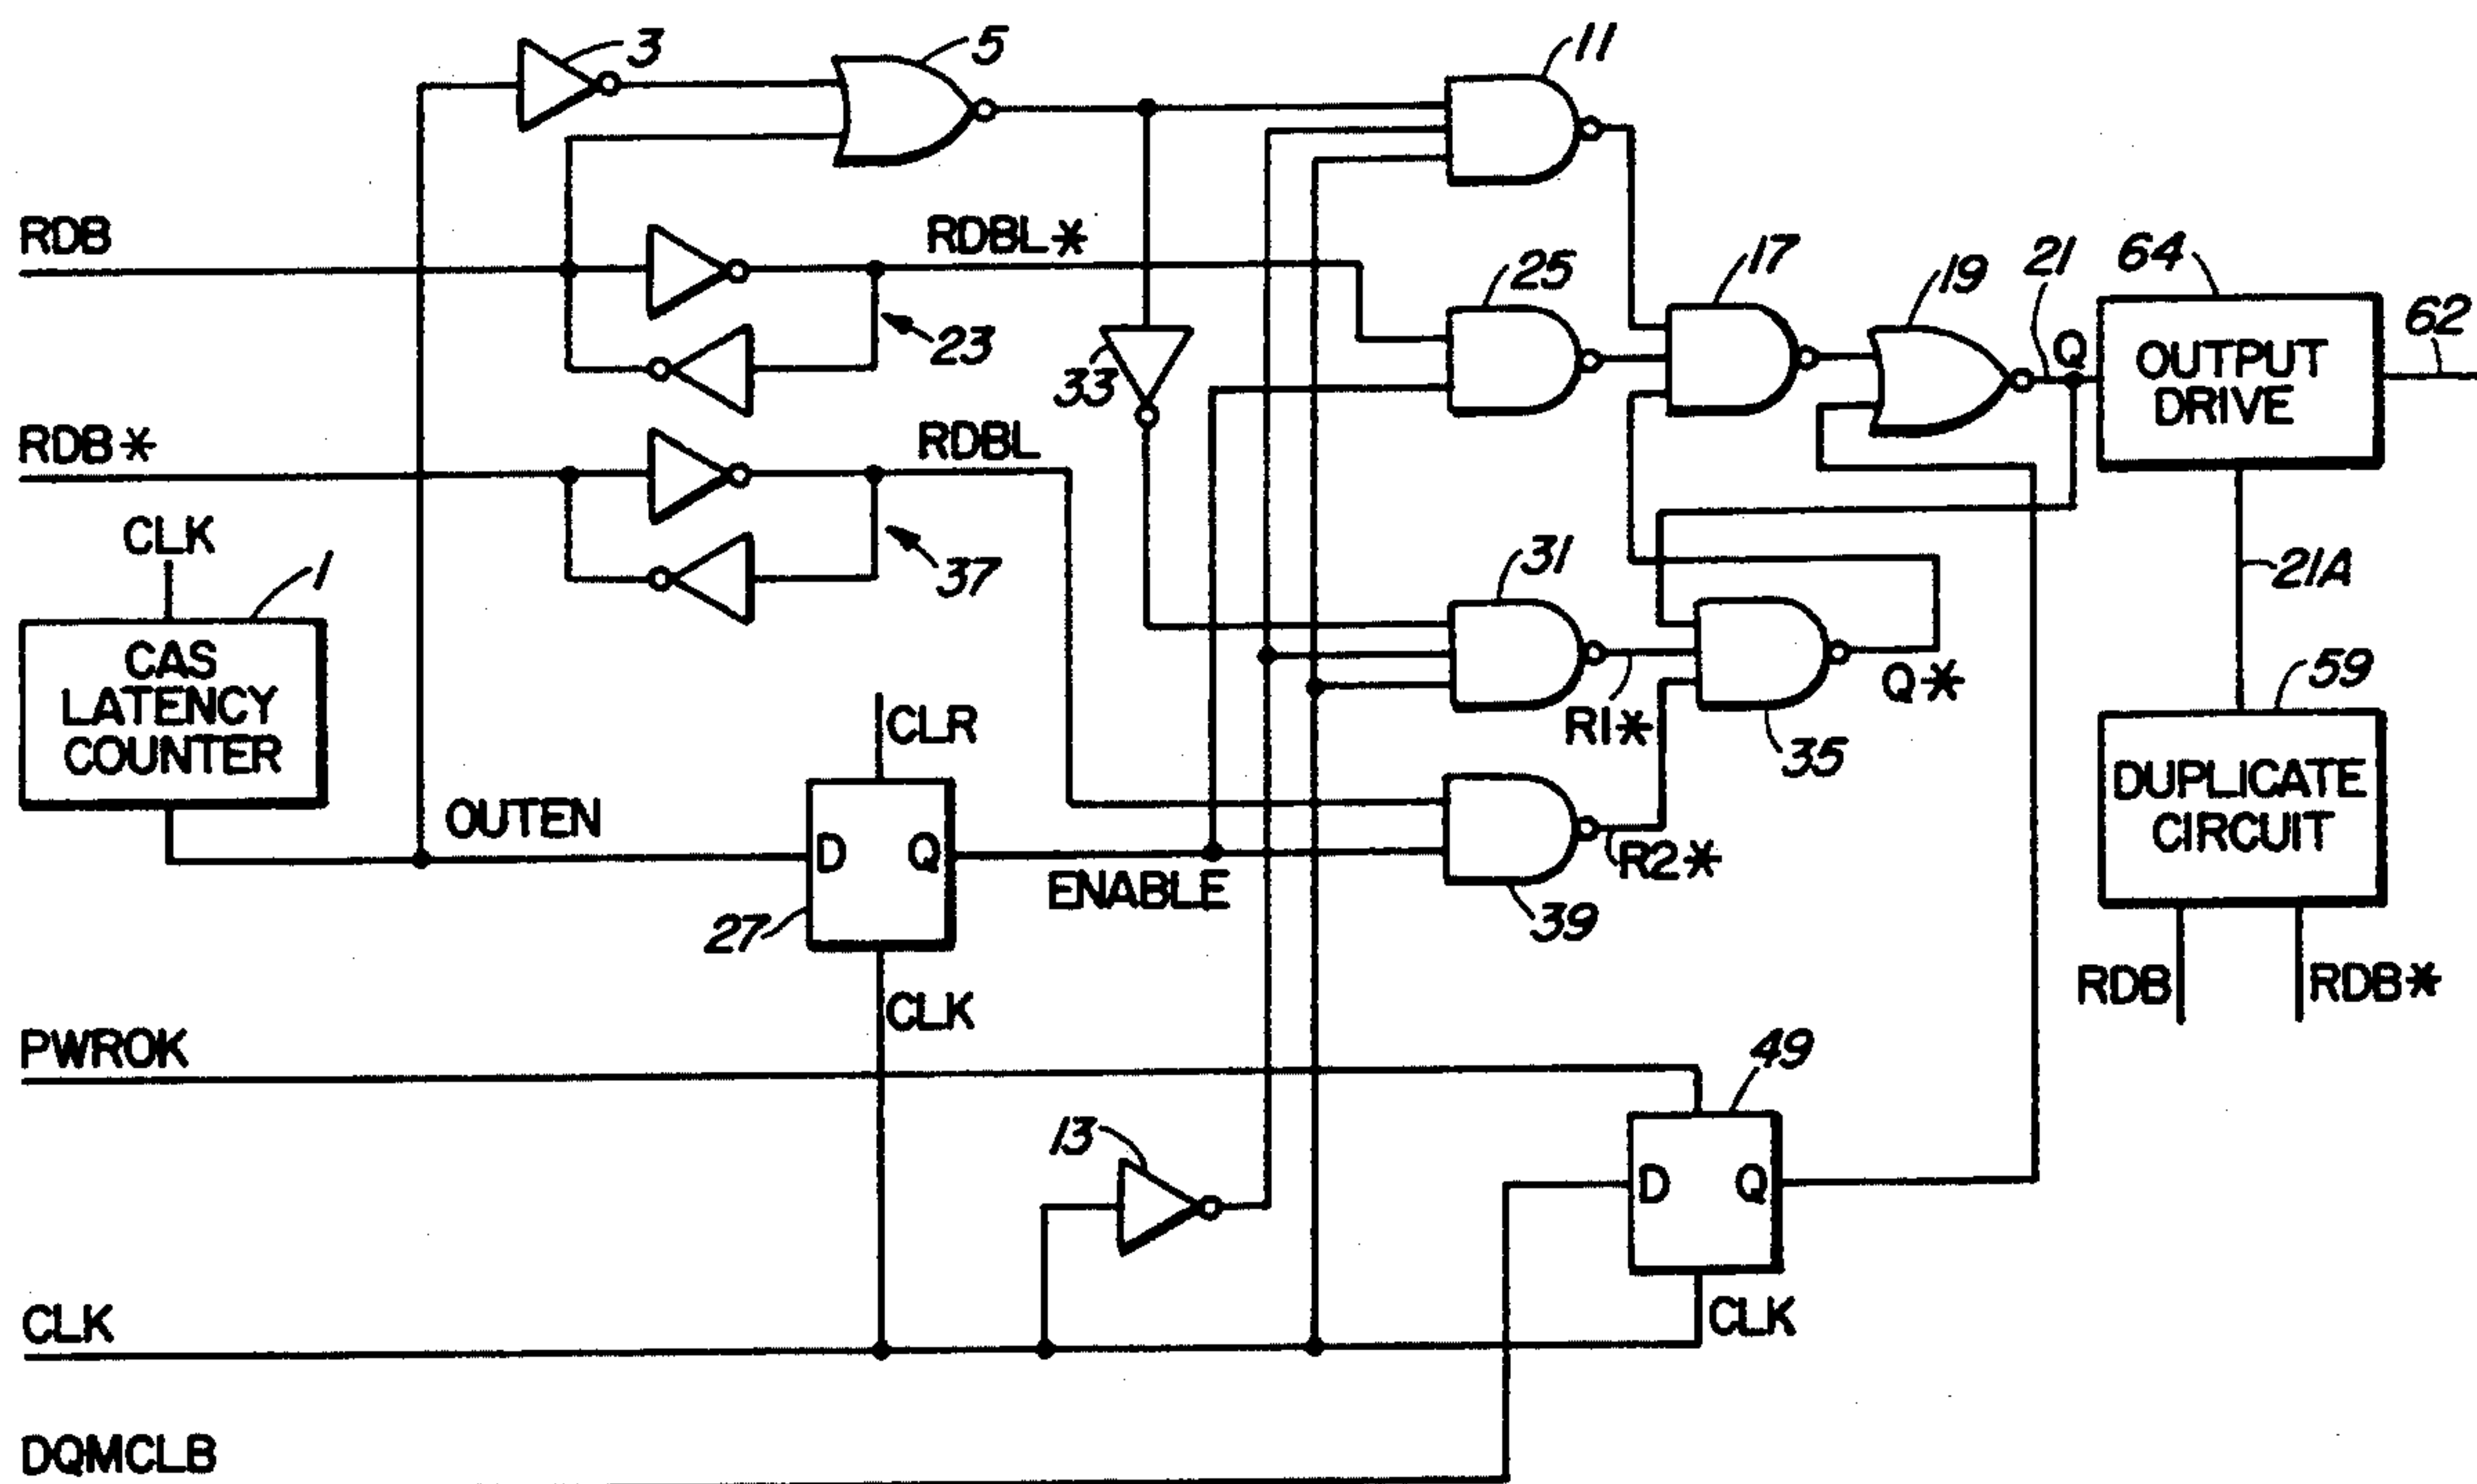 3
5
11
RDB
RDBL*
25
17
19
21
64
62
Q
OUTPUT
DRIVE
23
33
RDB*
RDBL
CLK
1
37
31
21A
CAS
LATENCY
COUNTER
CLR
R1*
Q*
35
59
DUPLICATE
CIRCUIT
OUTEN
D
Q
ENABLE
R2*
27
39
RDB
RDB*
CLK
PWROK
49
13
D
Q
CLK
CLK
DQMCLB